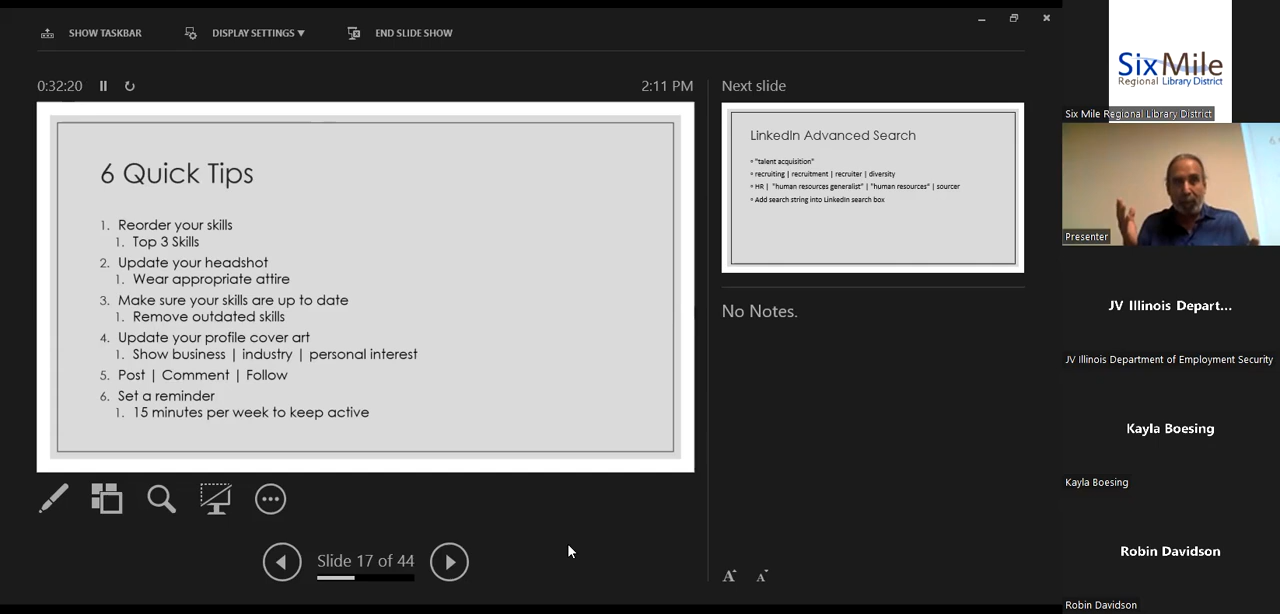 SHOW TASKBAR
DISPLAY SETTINGS ▼
END SLIDE SHOW
0:32:20
2:11 PM
6 Quick Tips
1. Reorder your skills
1. Top 3 Skills
2. Update your headshot
1. Wear appropriate attire
3. Make sure your skills are up to date
1. Remove outdated skills
4. Update your profile cover art
1. Show business | industry | personal interest
5. Post | Comment | Follow
6. Set a reminder
1. 15 minutes per week to keep active
Slide 17 of 44
Next slide
LinkedIn Advanced Search
▫ "talent acquisition"
▫ recruiting | recruitment | recruiter | diversity
▫ HR | "human resources generalist" | "human resources" | sourcer
▫ Add search string into LinkedIn search box
No Notes.
A A
SixMile
Regional Library District
Six Mile Regional Library District
Presenter
JV Illinois Depart...
JV Illinois Department of Employment Security
Kayla Boesing
Kayla Boesing
Robin Davidson
Robin Davidson